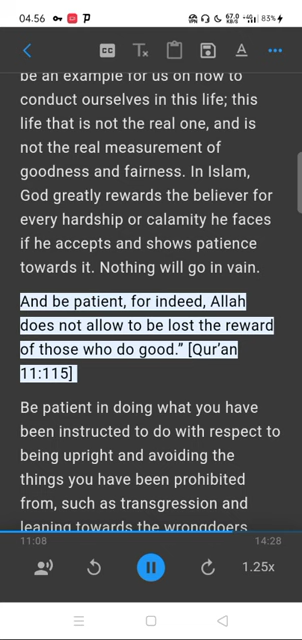 04.56
67.0
KB/S
83%
CC
be an example for us on how to
conduct ourselves in this life; this
life that is not the real one, and is
not the real measurement of
goodness and fairness. In Islam,
God greatly rewards the believer for
every hardship or calamity he faces
if he accepts and shows patience
towards it. Nothing will go in vain.
And be patient, for indeed, Allah
does not allow to be lost the reward
of those who do good.” [Qur’an
11:115]
Be patient in doing what you have
been instructed to do with respect to
being upright and avoiding the
things you have been prohibited
from, such as transgression and
leaning towards the wrongdoers
11:08
14:28
1.25x